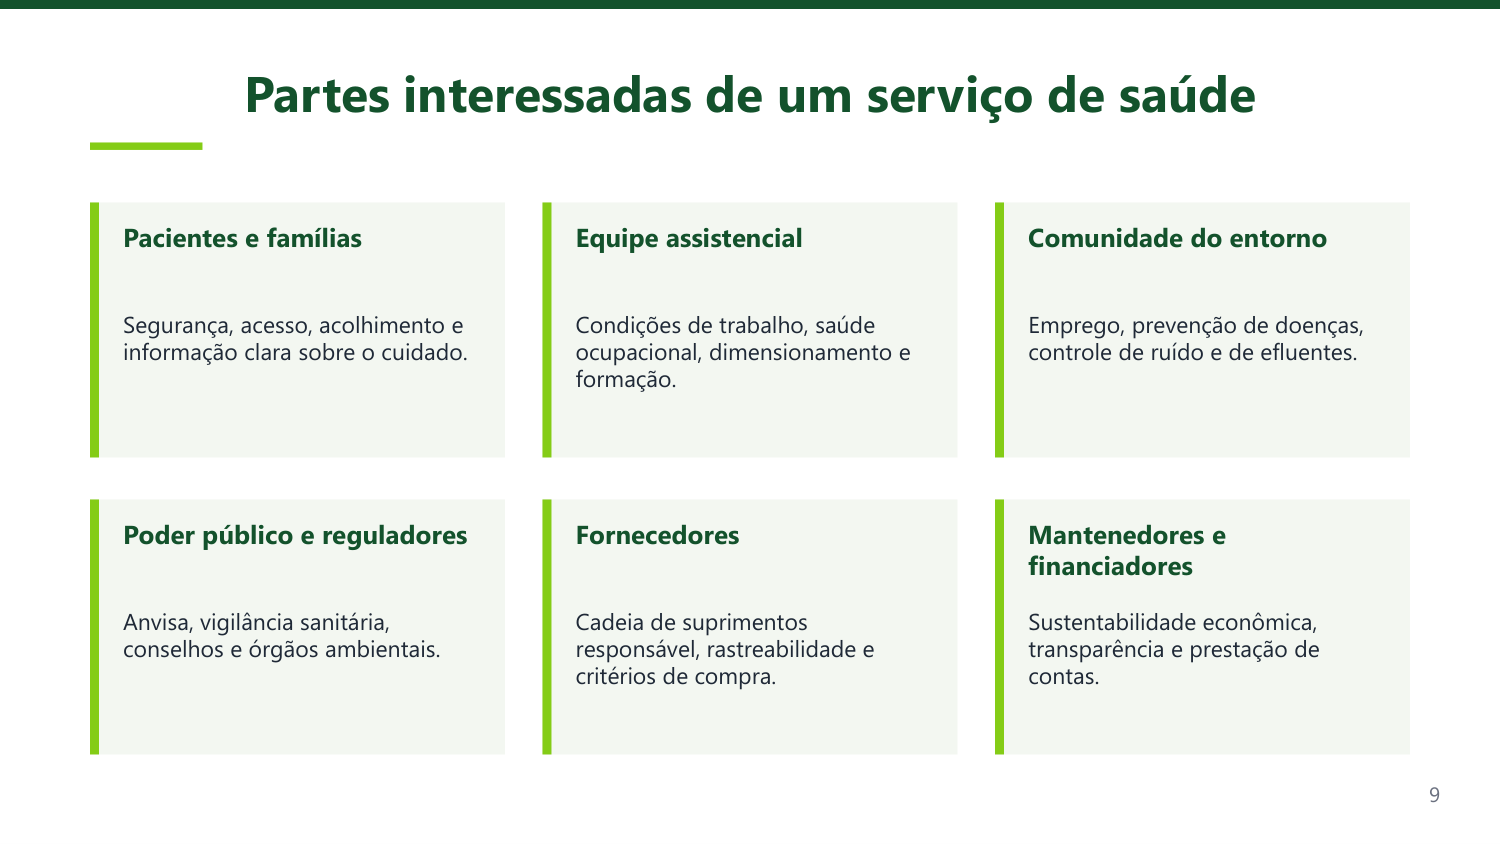 Partes interessadas de um serviço de saúde
Pacientes e famílias
Segurança, acesso, acolhimento e
informação clara sobre o cuidado.
Equipe assistencial
Condições de trabalho, saúde
ocupacional, dimensionamento e
formação.
Comunidade do entorno
Emprego, prevenção de doenças,
controle de ruído e de efluentes.
Poder público e reguladores
Anvisa, vigilância sanitária,
conselhos e órgãos ambientais.
Fornecedores
Cadeia de suprimentos
responsável, rastreabilidade e
critérios de compra.
Mantenedores e
financiadores
Sustentabilidade econômica,
transparência e prestação de
contas.
9